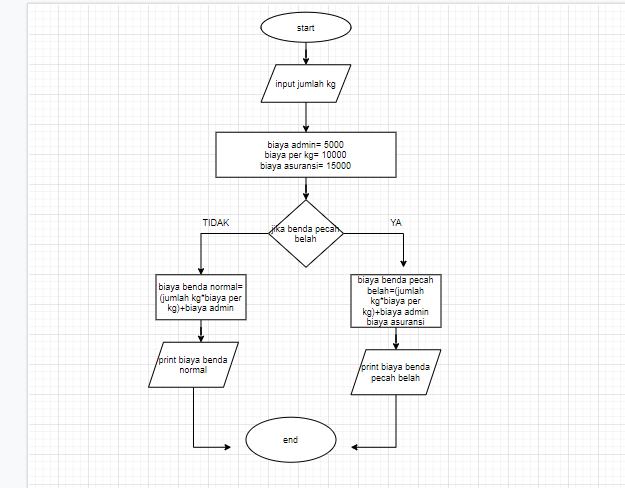 start
input jumlah kg
biaya admin= 5000
biaya per kg= 10000
biaya asuransi= 15000
TIDAK
YA
jika benda pecah
belah
biaya benda normal=
(jumlah kg*biaya per
kg)+biaya admin
biaya benda pecah
belah=(jumlah
kg*biaya per
kg)+biaya admin
biaya asuransi
print biaya benda
normal
print biaya benda
pecah belah
end